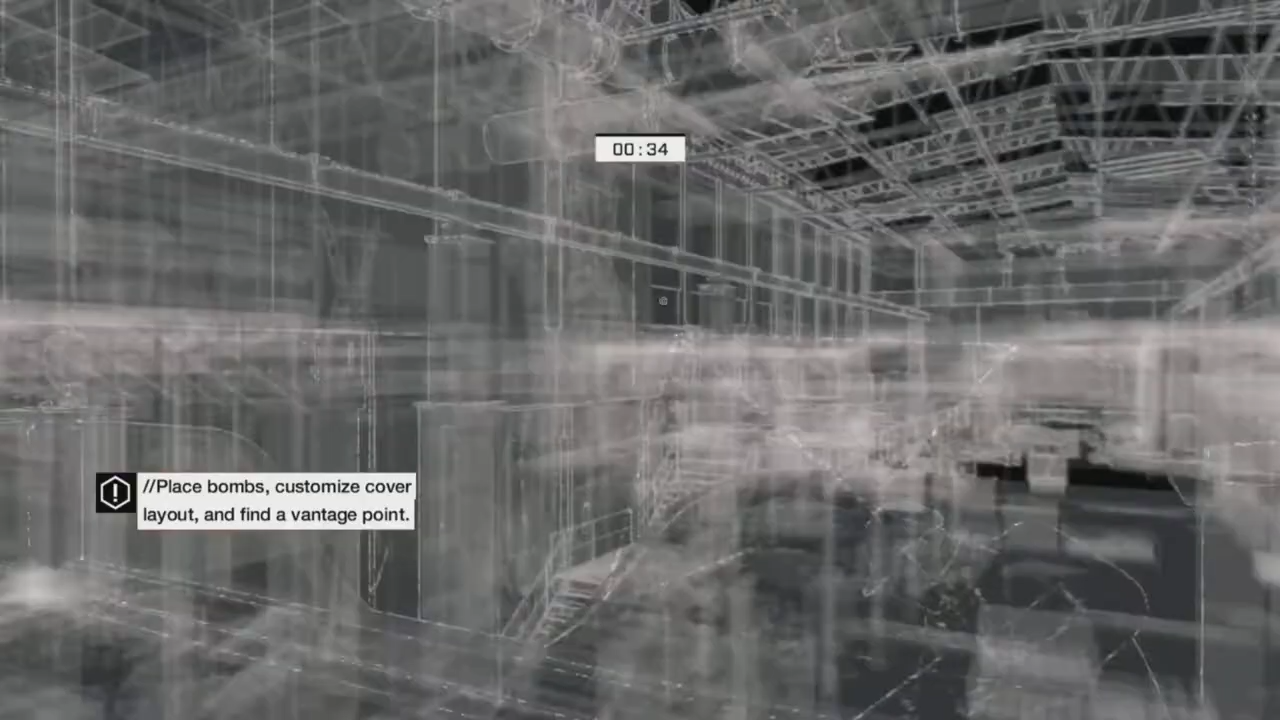 00:34
//Place bombs, customize cover
layout, and find a vantage point.